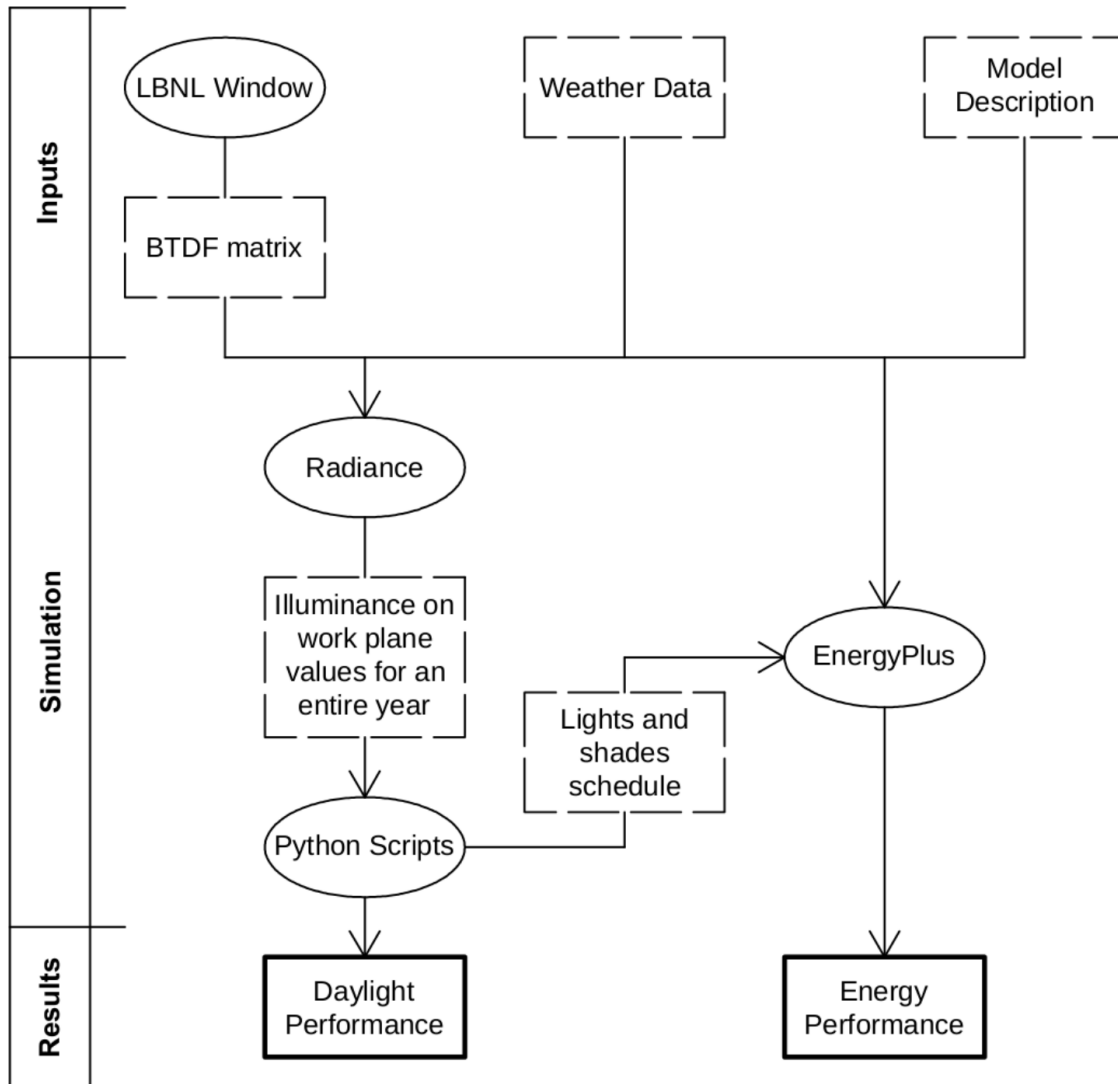 Inputs
LBNL Window
Weather Data
Model
Description
BTDF matrix
Simulation
Radiance
Illuminance on
work plane
values for an
entire year
EnergyPlus
Lights and
shades
schedule
Python Scripts
Results
Daylight
Performance
Energy
Performance